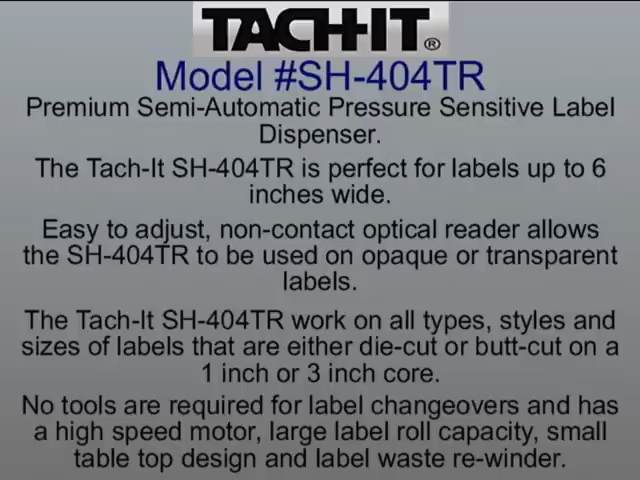 TACH-IT®
Model #SH-404TR
Premium Semi-Automatic Pressure Sensitive Label
Dispenser.
The Tach-It SH-404TR is perfect for labels up to 6
inches wide.
Easy to adjust, non-contact optical reader allows
the SH-404TR to be used on opaque or transparent
labels.
The Tach-It SH-404TR work on all types, styles and
sizes of labels that are either die-cut or butt-cut on a
1 inch or 3 inch core.
No tools are required for label changeovers and has
a high speed motor, large label roll capacity, small
table top design and label waste re-winder.